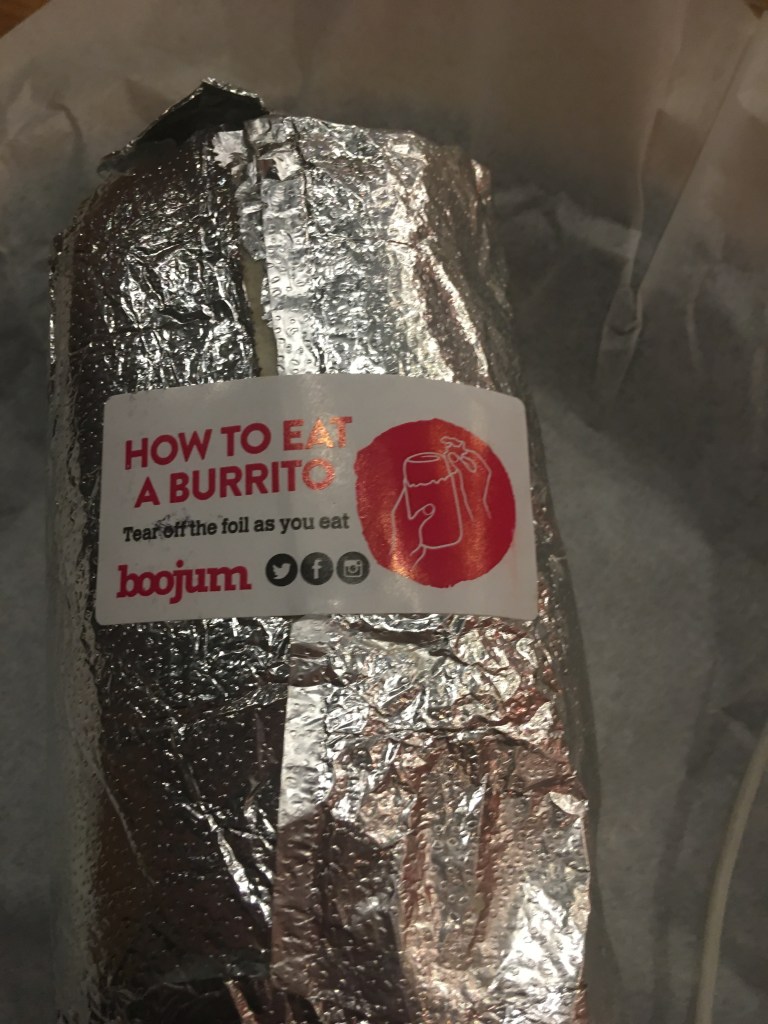 HOW TO EAT
A BURRITO
Tear off the foil as you eat
boojum